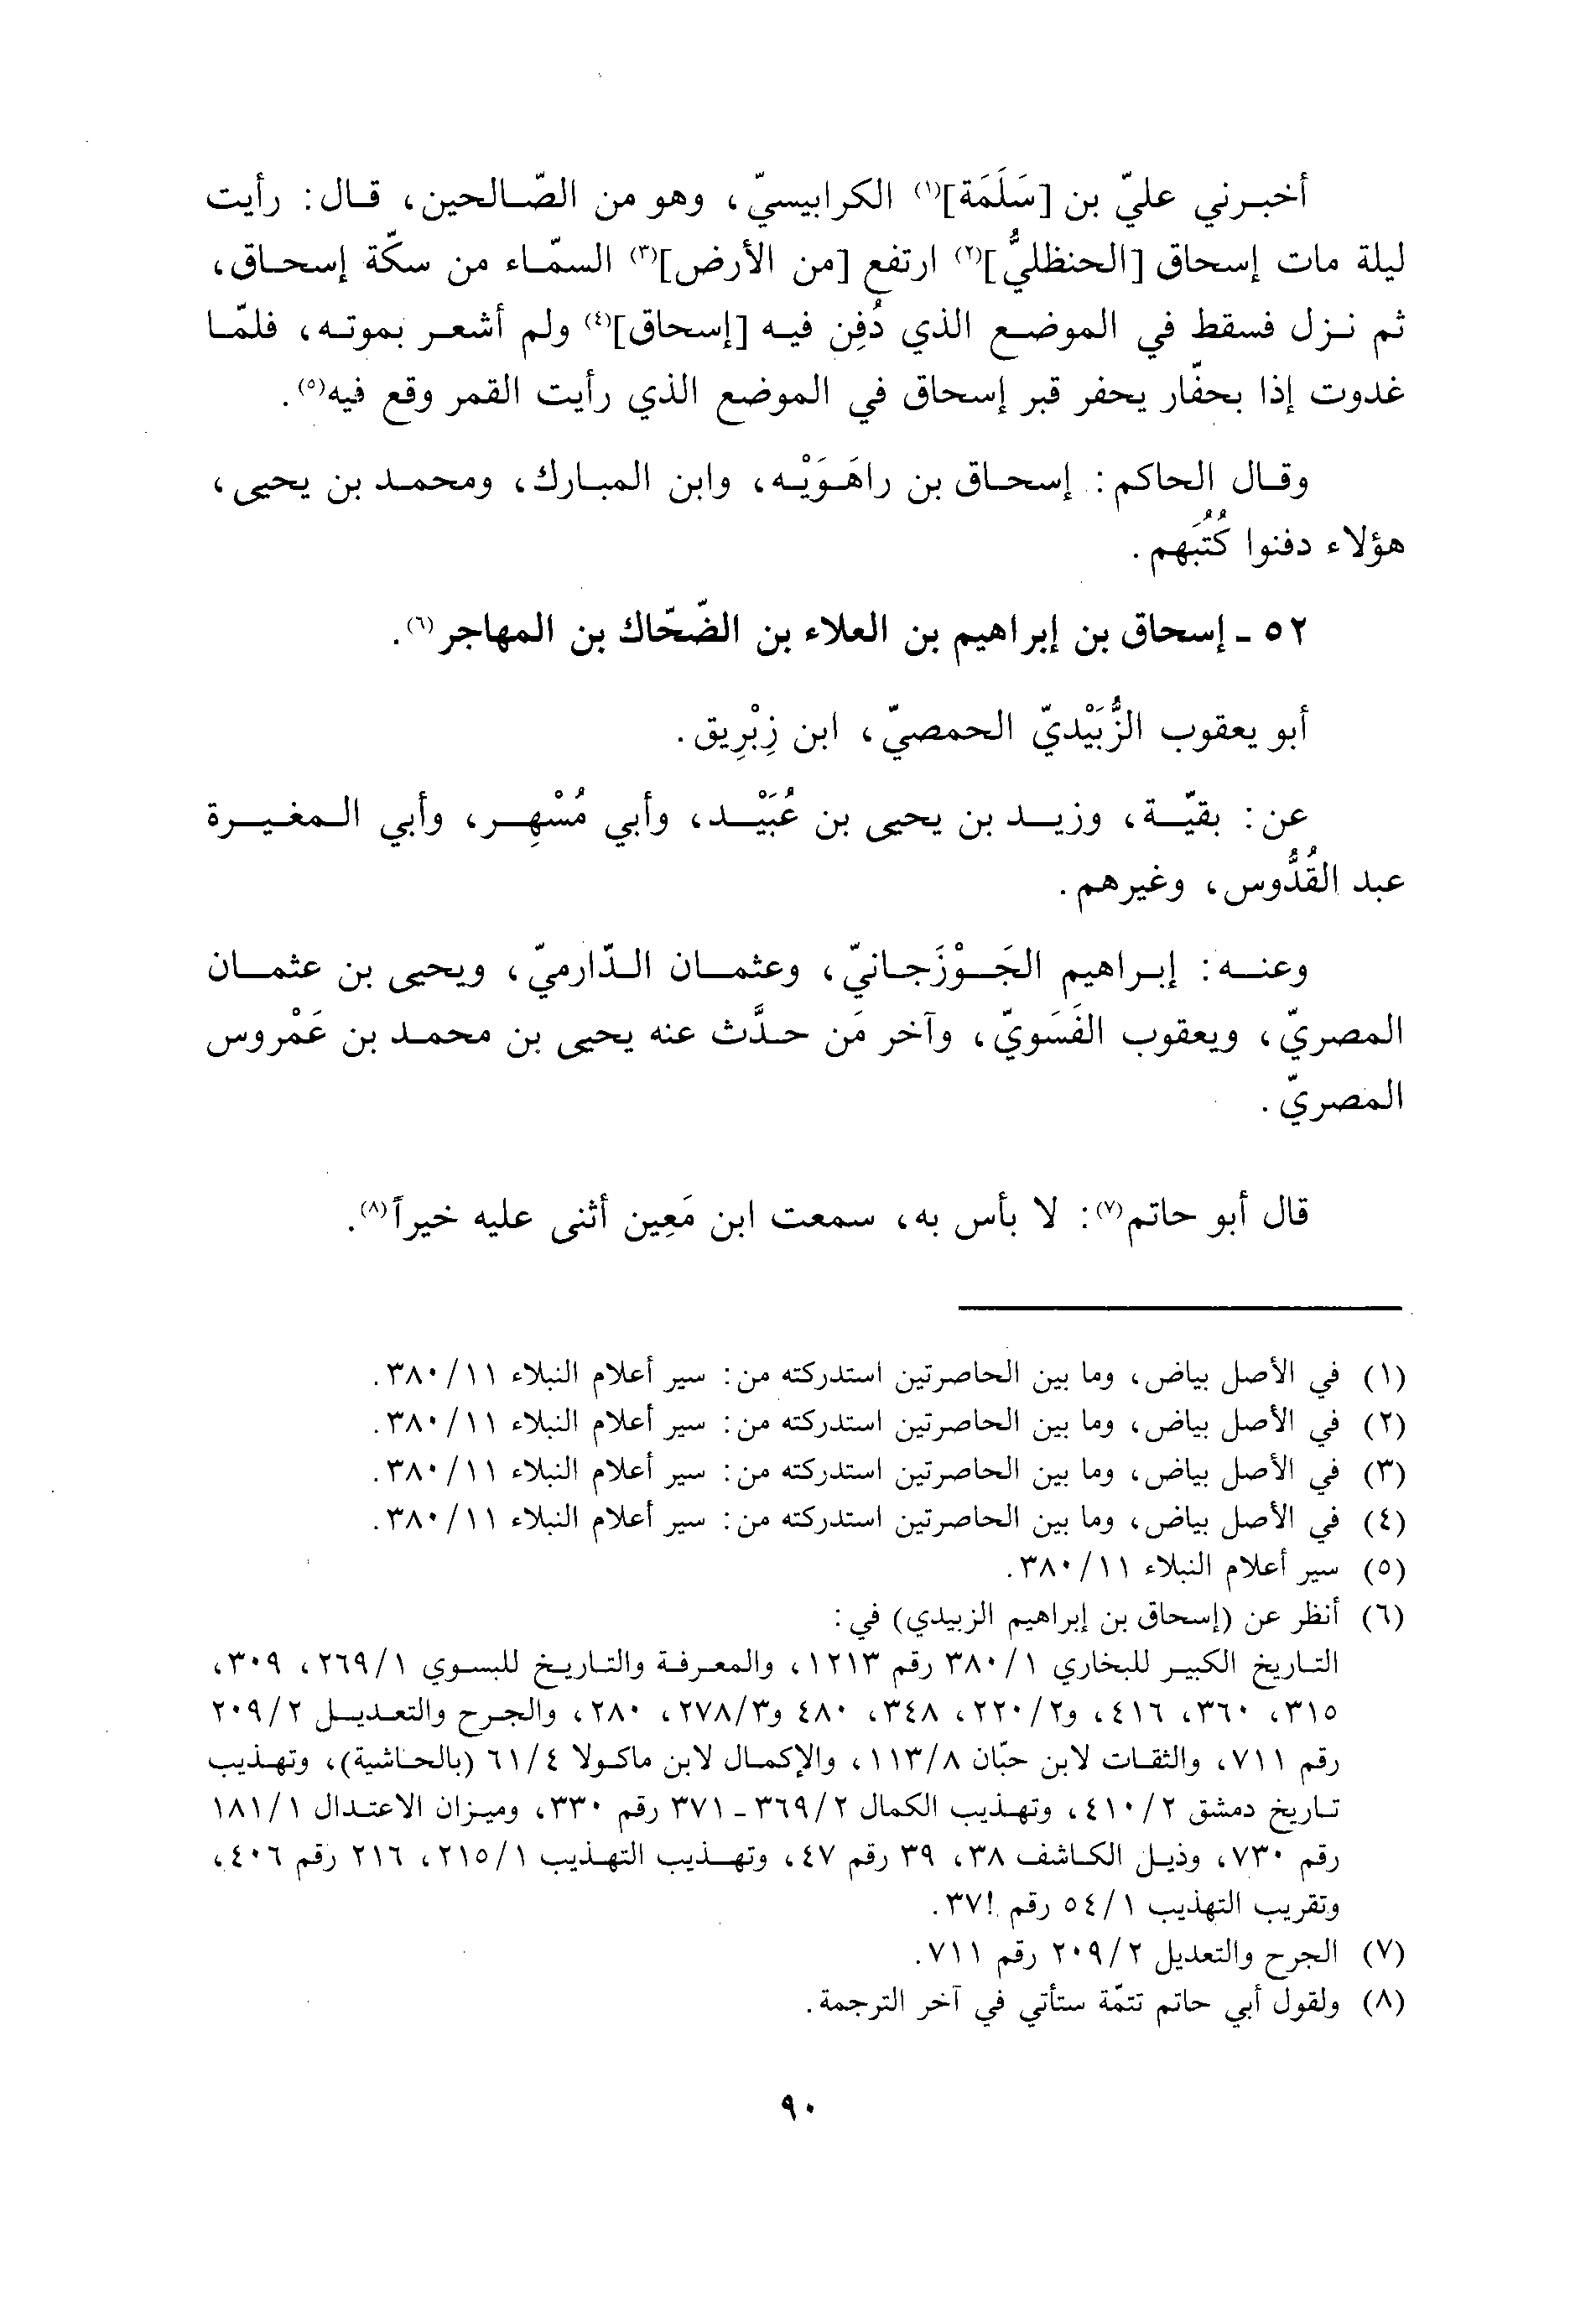 أخبرني عليّ بن [سَلَمَة]⁽¹⁾ الكرابيسيّ، وهو من الصّالحين، قال: رأيت
ليلة مات إسحاق [الحنظليُّ]⁽²⁾ ارتفع [من الأرض]⁽³⁾ السمّاء من سكّة إسحاق،
ثم نزل فسقط في الموضع الذي دُفِن فيه [إسحاق]⁽⁴⁾ ولم أشعر بموته، فلمّا
غدوت إذا بحفّار يحفر قبر إسحاق في الموضع الذي رأيت القمر وقع فيه⁽⁵⁾.
وقال الحاكم: إسحاق بن راهَوَيْه، وابن المبارك، ومحمد بن يحيى،
هؤلاء دفنوا كُتُبَهم.
٥٢ - إسحاق بن إبراهيم بن العلاء بن الضّحّاك بن المهاجر⁽⁶⁾.
أبو يعقوب الزُّبَيْديّ الحمصيّ، ابن زِبْرِيق.
عن: بقيّة، وزيد بن يحيى بن عُبَيْد، وأبي مُسْهِر، وأبي المغيرة
عبد القُدُّوس، وغيرهم.
وعنه: إبراهيم الجَوْزَجانيّ، وعثمان الدّارميّ، ويحيى بن عثمان
المصريّ، ويعقوب الفَسَويّ، وآخر مَن حدَّث عنه يحيى بن محمد بن عَمْروس
المصريّ.
قال أبو حاتم⁽⁷⁾: لا بأس به، سمعت ابن مَعِين أثنى عليه خيراً⁽⁸⁾.
(١) في الأصل بياض، وما بين الحاصرتين استدركته من: سير أعلام النبلاء ١١/ ٣٨٠.
(٢) في الأصل بياض، وما بين الحاصرتين استدركته من: سير أعلام النبلاء ١١/ ٣٨٠.
(٣) في الأصل بياض، وما بين الحاصرتين استدركته من: سير أعلام النبلاء ١١/ ٣٨٠.
(٤) في الأصل بياض، وما بين الحاصرتين استدركته من: سير أعلام النبلاء ١١/ ٣٨٠.
(٥) سير أعلام النبلاء ١١/ ٣٨٠.
(٦) أنظر عن (إسحاق بن إبراهيم الزبيدي) في:
التاريخ الكبير للبخاري ١/ ٣٨٠ رقم ١٢١٣، والمعرفة والتاريخ للبسوي ١/ ٢٦٩، ٣٠٩،
٣١٥، ٣٦٠، ٤١٦، و٢/ ٢٢٠، ٣٤٨، ٤٨٠ و٣/ ٢٧٨، ٢٨٠، والجرح والتعديل ٢/ ٢٠٩
رقم ٧١١، والثقات لابن حبّان ٨/ ١١٣، والإكمال لابن ماكولا ٤/ ٦١ (بالحاشية)، وتهذيب
تاريخ دمشق ٢/ ٤١٠، وتهذيب الكمال ٢/ ٣٦٩ - ٣٧١ رقم ٣٣٠، وميزان الاعتدال ١/ ١٨١
رقم ٧٣٠، وذيل الكاشف ٣٨، ٣٩ رقم ٤٧، وتهذيب التهذيب ١/ ٢١٥، ٢١٦ رقم ٤٠٦،
وتقريب التهذيب ١/ ٥٤ رقم !٣٧.
(٧) الجرح والتعديل ٢/ ٢٠٩ رقم ٧١١.
(٨) ولقول أبي حاتم تتمّة ستأتي في آخر الترجمة.
٩٠